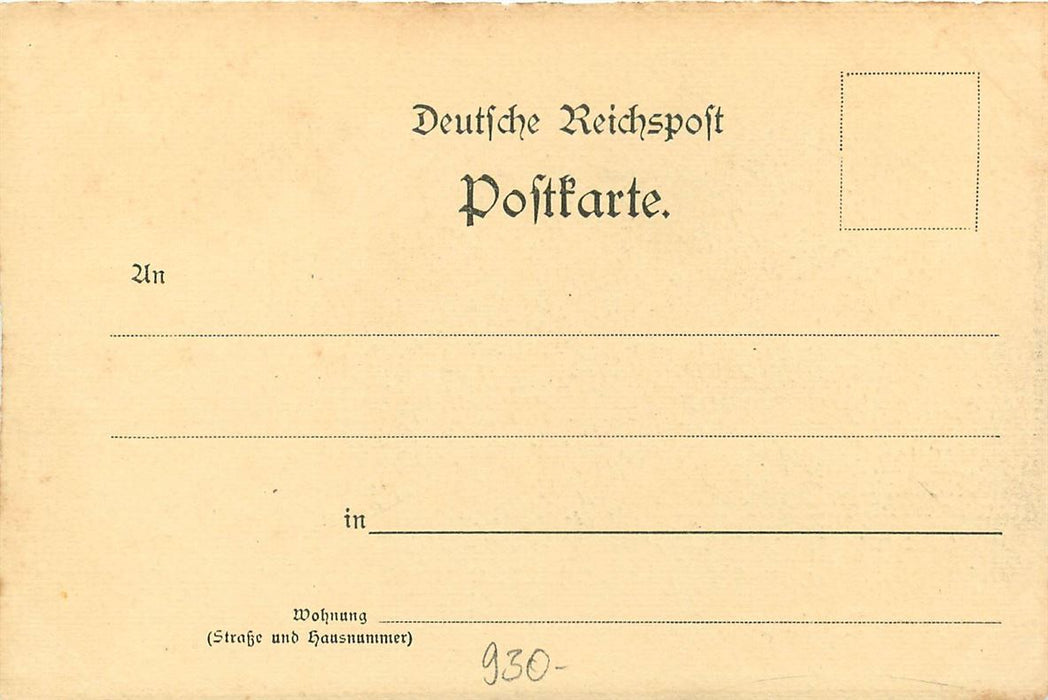 Deutſche Reichspoſt
Poſtkarte.
An
in
Wohnung
(Straße und Hausnummer)
930-